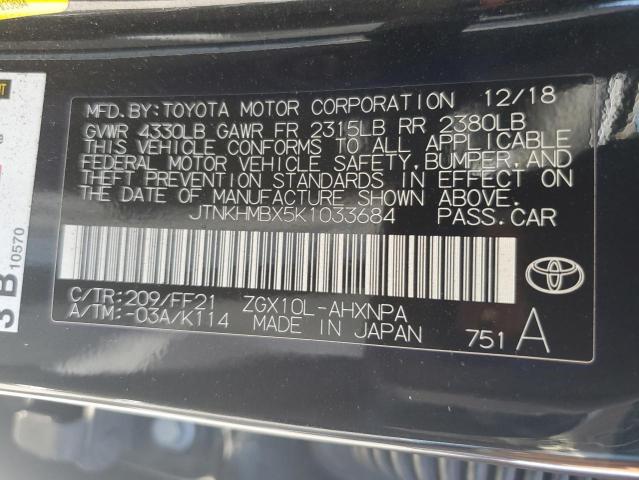 MFD.BY:TOYOTA MOTOR CORPORATION 12/18
GVWR 4330LB GAWR FR 2315LB RR 2380LB
THIS VEHICLE CONFORMS TO ALL APPLICABLE
FEDERAL MOTOR VEHICLE SAFETY,BUMPER,AND
THEFT PREVENTION STANDARDS IN EFFECT ON
THE DATE OF MANUFACTURE SHOWN ABOVE.
JTNKHMBX5K1033684 PASS.CAR
C/TR:209/FF21 ZGX10L-AHXNPA
A/TM:-03A/K114 MADE IN JAPAN
751 A
3 B 10570